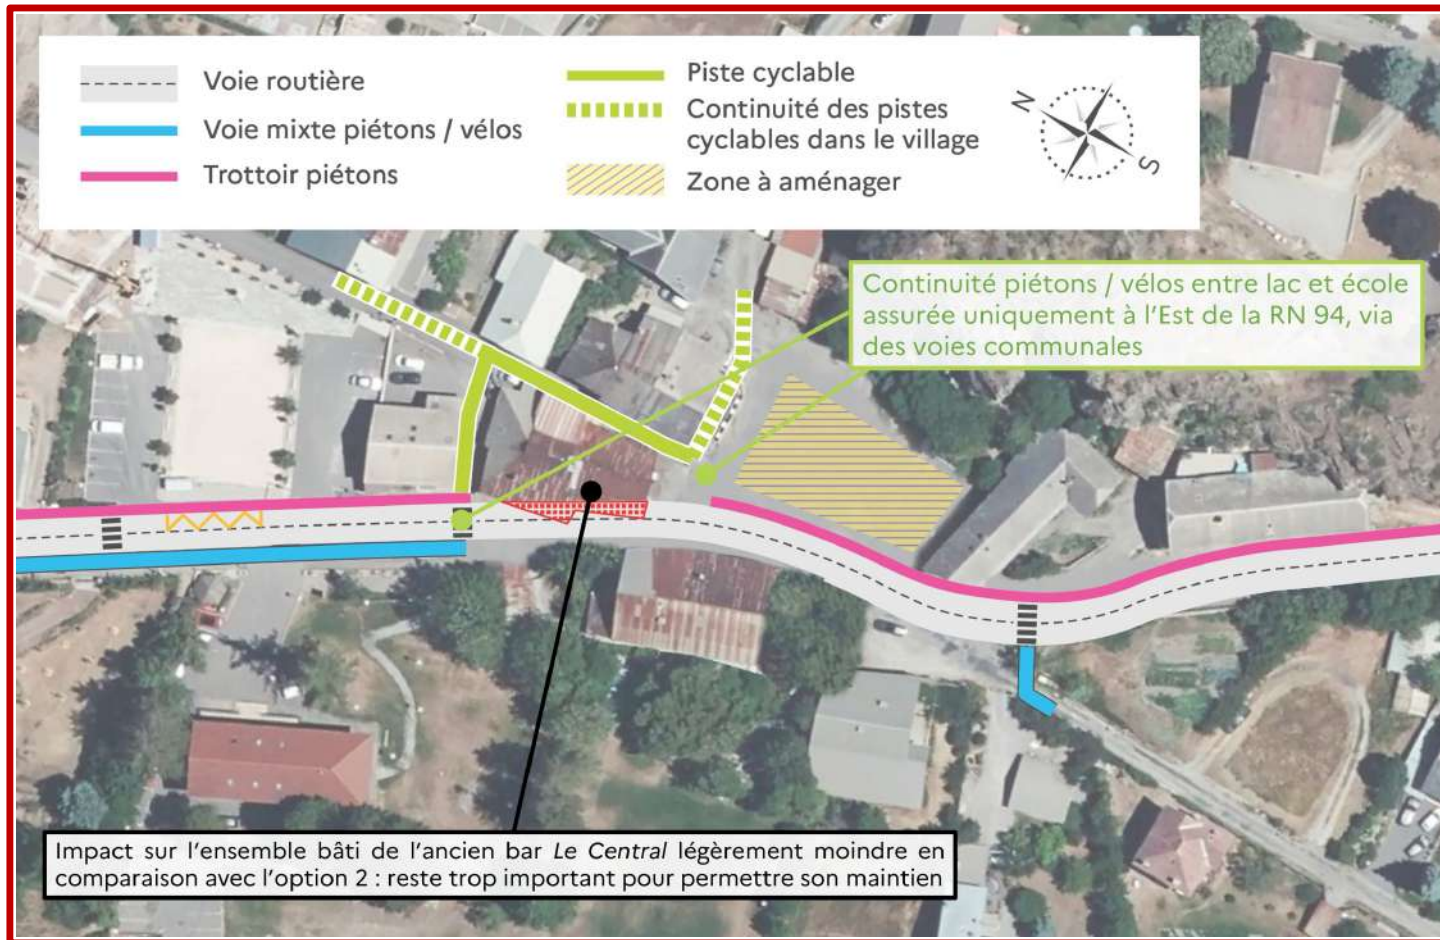 Voie routière
Voie mixte piétons / vélos
Trottoir piétons
Piste cyclable
Continuité des pistes
cyclables dans le village
Zone à aménager
N
S
Continuité piétons / vélos entre lac et école
assurée uniquement à l'Est de la RN 94, via
des voies communales
Impact sur l'ensemble bâti de l'ancien bar Le Central légèrement moindre en
comparaison avec l'option 2 : reste trop important pour permettre son maintien